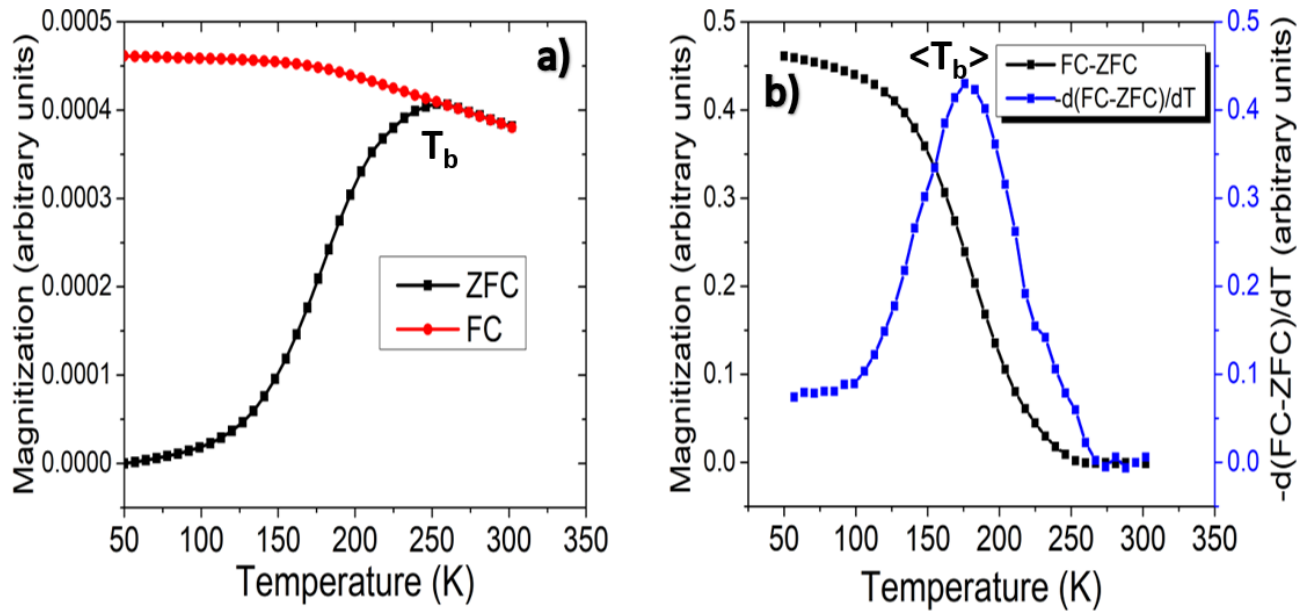 a)
T_b
ZFC
FC
Magnitization (arbitrary units)
0.0005
0.0004
0.0003
0.0002
0.0001
0.0000
50 100 150 200 250 300 350
Temperature (K)
b)
<T_b>
FC-ZFC
-d(FC-ZFC)/dT
Magnitization (arbitrary units)
0.5
0.4
0.3
0.2
0.1
0.0
0 50 100 150 200 250 300 350
Temperature (K)
0.5
0.4
0.3
0.2
0.1
0.0
-d(FC-ZFC)/dT (arbitrary units)